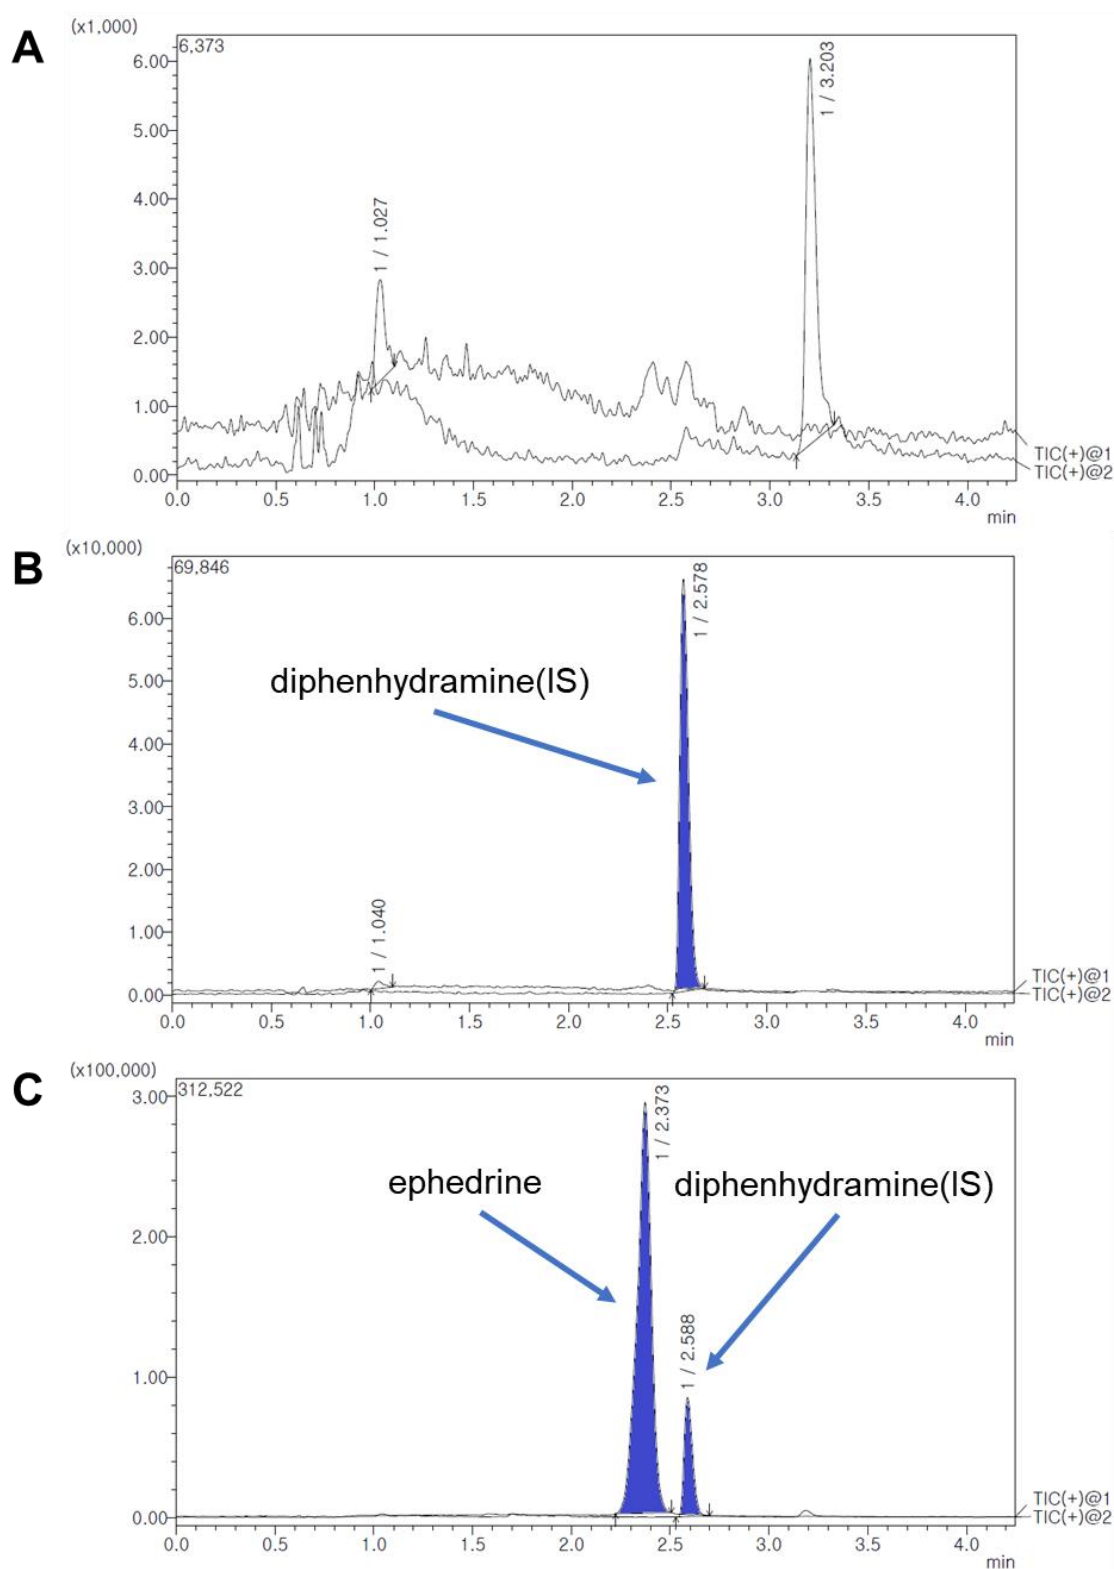 A
(x1,000)
6,373
6.00
5.00
4.00
3.00
2.00
1.00
0.00
1 / 1.027
1 / 3.203
TIC(+)@1
TIC(+)@2
0.0 0.5 1.0 1.5 2.0 2.5 3.0 3.5 4.0
min
B
(x10,000)
69,846
6.00
5.00
4.00
3.00
2.00
1.00
0.00
diphenhydramine(IS)
1 / 1.040
1 / 2.578
TIC(+)@1
TIC(+)@2
0.0 0.5 1.0 1.5 2.0 2.5 3.0 3.5 4.0
min
C
(x100,000)
312,522
3.00
2.00
1.00
0.00
ephedrine
1 / 2.373
diphenhydramine(IS)
1 / 2.588
TIC(+)@1
TIC(+)@2
0.0 0.5 1.0 1.5 2.0 2.5 3.0 3.5 4.0
min